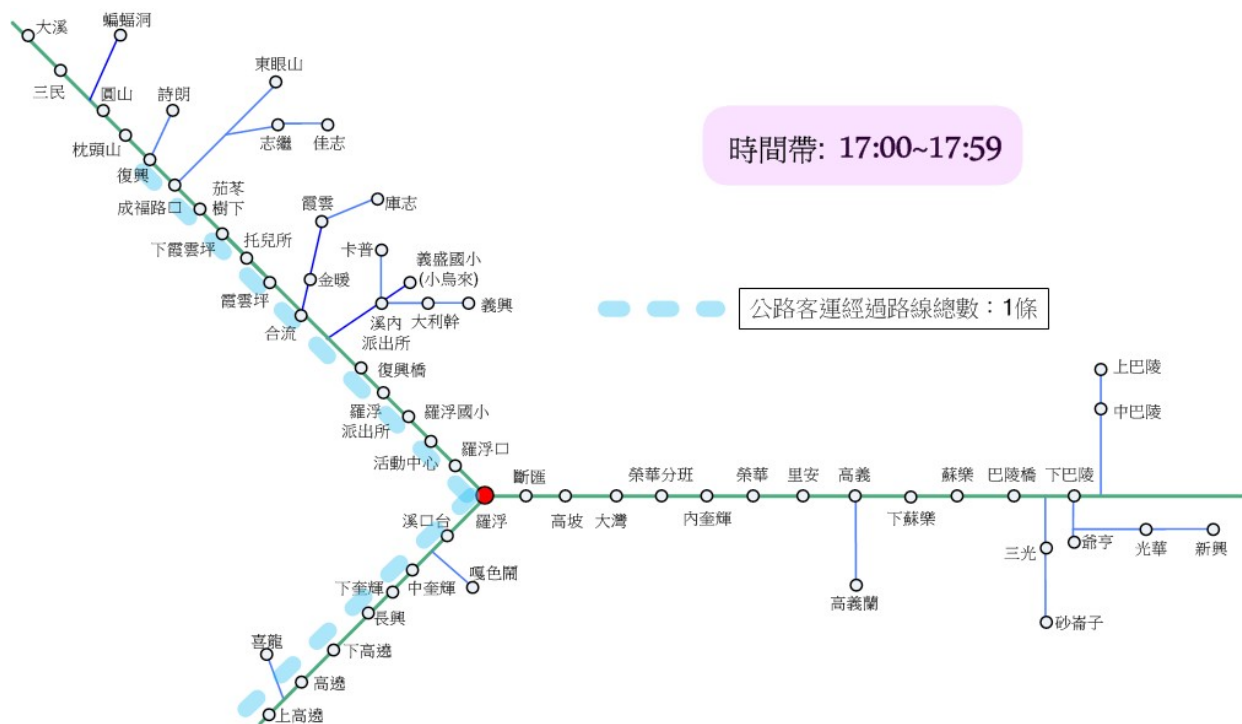 大溪
蝙蝠洞
三民
圓山
詩朗
東眼山
志繼
佳志
枕頭山
復興
時間帶: 17:00~17:59
成福路口
茄苳
樹下
下霞雲坪
托兒所
霞雲
庫志
霞雲坪
金暖
卡普
義盛國小
(小烏來)
合流
溪內
派出所
大利幹
義興
公路客運經過路線總數：1條
復興橋
羅浮
派出所
羅浮國小
活動中心
羅浮口
上巴陵
中巴陵
溪口台
羅浮
斷匯
高坡
大灣
榮華分班
內奎輝
榮華
里安
高義
下蘇樂
蘇樂
巴陵橋
下巴陵
三光
爺亨
光華
新興
下奎輝
中奎輝
嘎色鬧
高義蘭
砂崙子
長興
喜龍
下高遶
高遶
上高遶